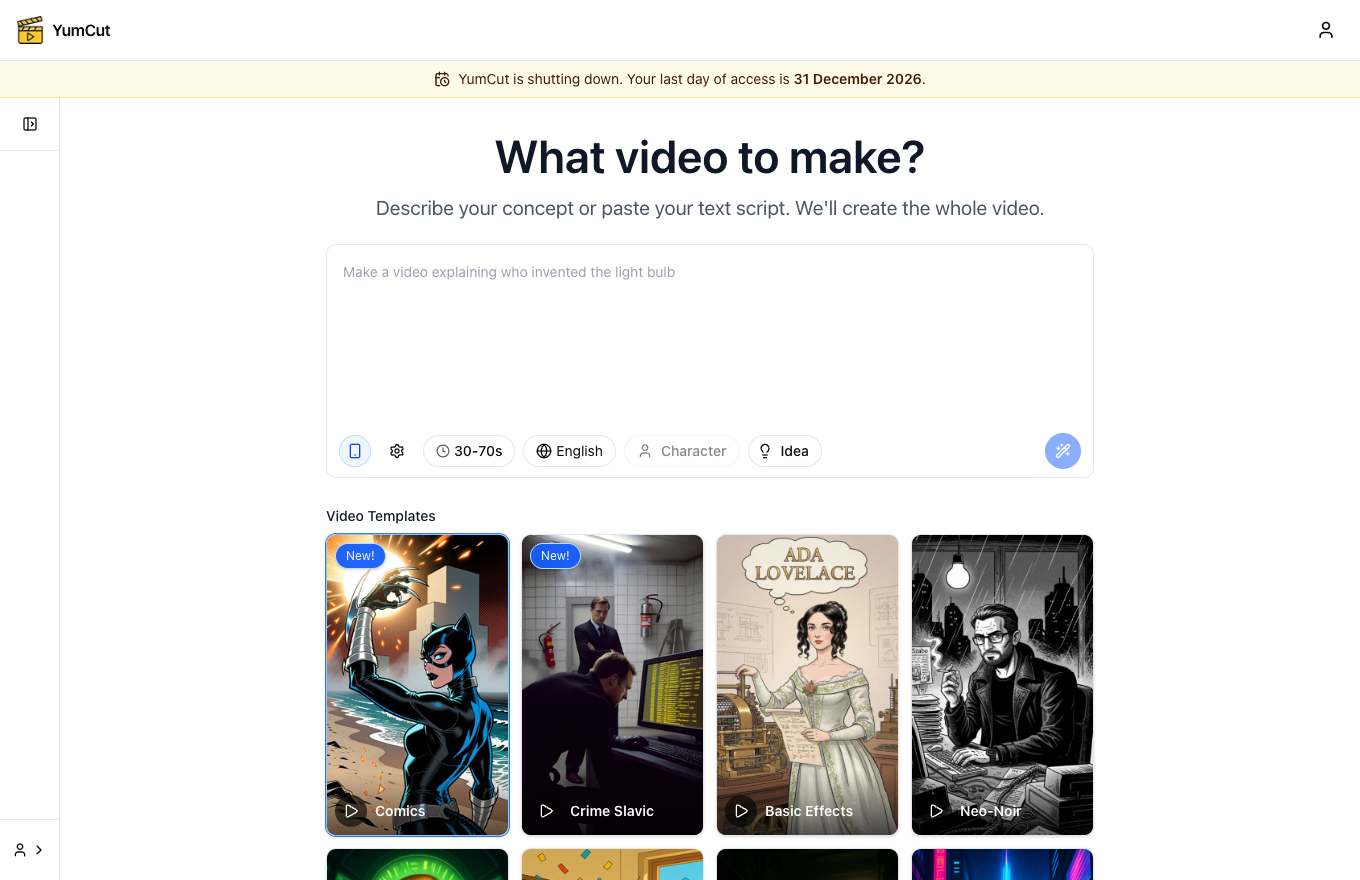 YumCut
YumCut is shutting down. Your last day of access is 31 December 2026.
What video to make?
Describe your concept or paste your text script. We'll create the whole video.
Make a video explaining who invented the light bulb
30-70s
English
Character
Idea
Video Templates
New!
New!
ADA
LOVELACE
Szabo
Comics
Crime Slavic
Basic Effects
Neo-Noir